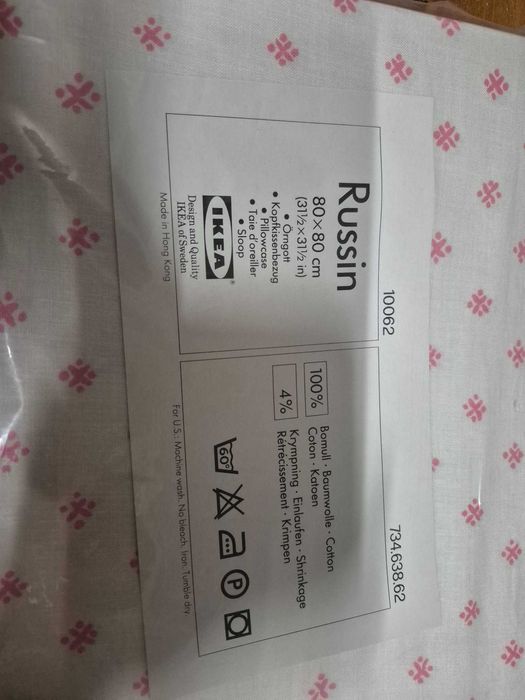 10062
734.638.62
Russin
80×80 cm
(31½×31½ in)
• Örngott
• Kopfkissenbezug
• Pillowcase
• Taie d'oreiller
• Sloop
IKEA®
Design and Quality
IKEA of Sweden
Made in Hong Kong
100%
Bomull · Baumwolle · Cotton
Coton · Katoen
4%
Krympning · Einlaufen · Shrinkage
Rétrécissement · Krimpen
60°
P
For U.S.: Machine wash. No bleach. Iron. Tumble dry.